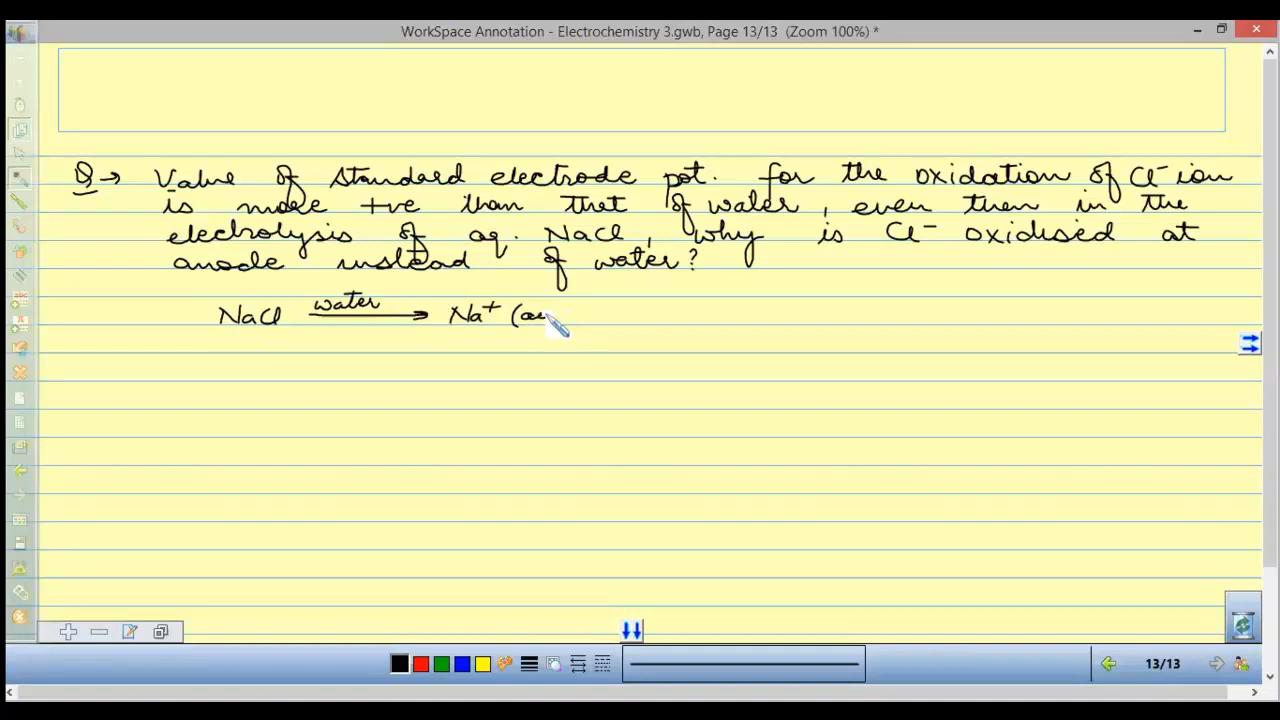 WorkSpace Annotation - Electrochemistry 3.gwb, Page 13/13 (Zoom 100%) *
Q→ Value of standard electrode pot. for the oxidation of Cl⁻ ion
is more +ve than that of water, even then in the
electrolysis of aq. NaCl, why is Cl⁻ oxidised at
anode instead of water?
NaCl water → Na⁺ (aq
13/13